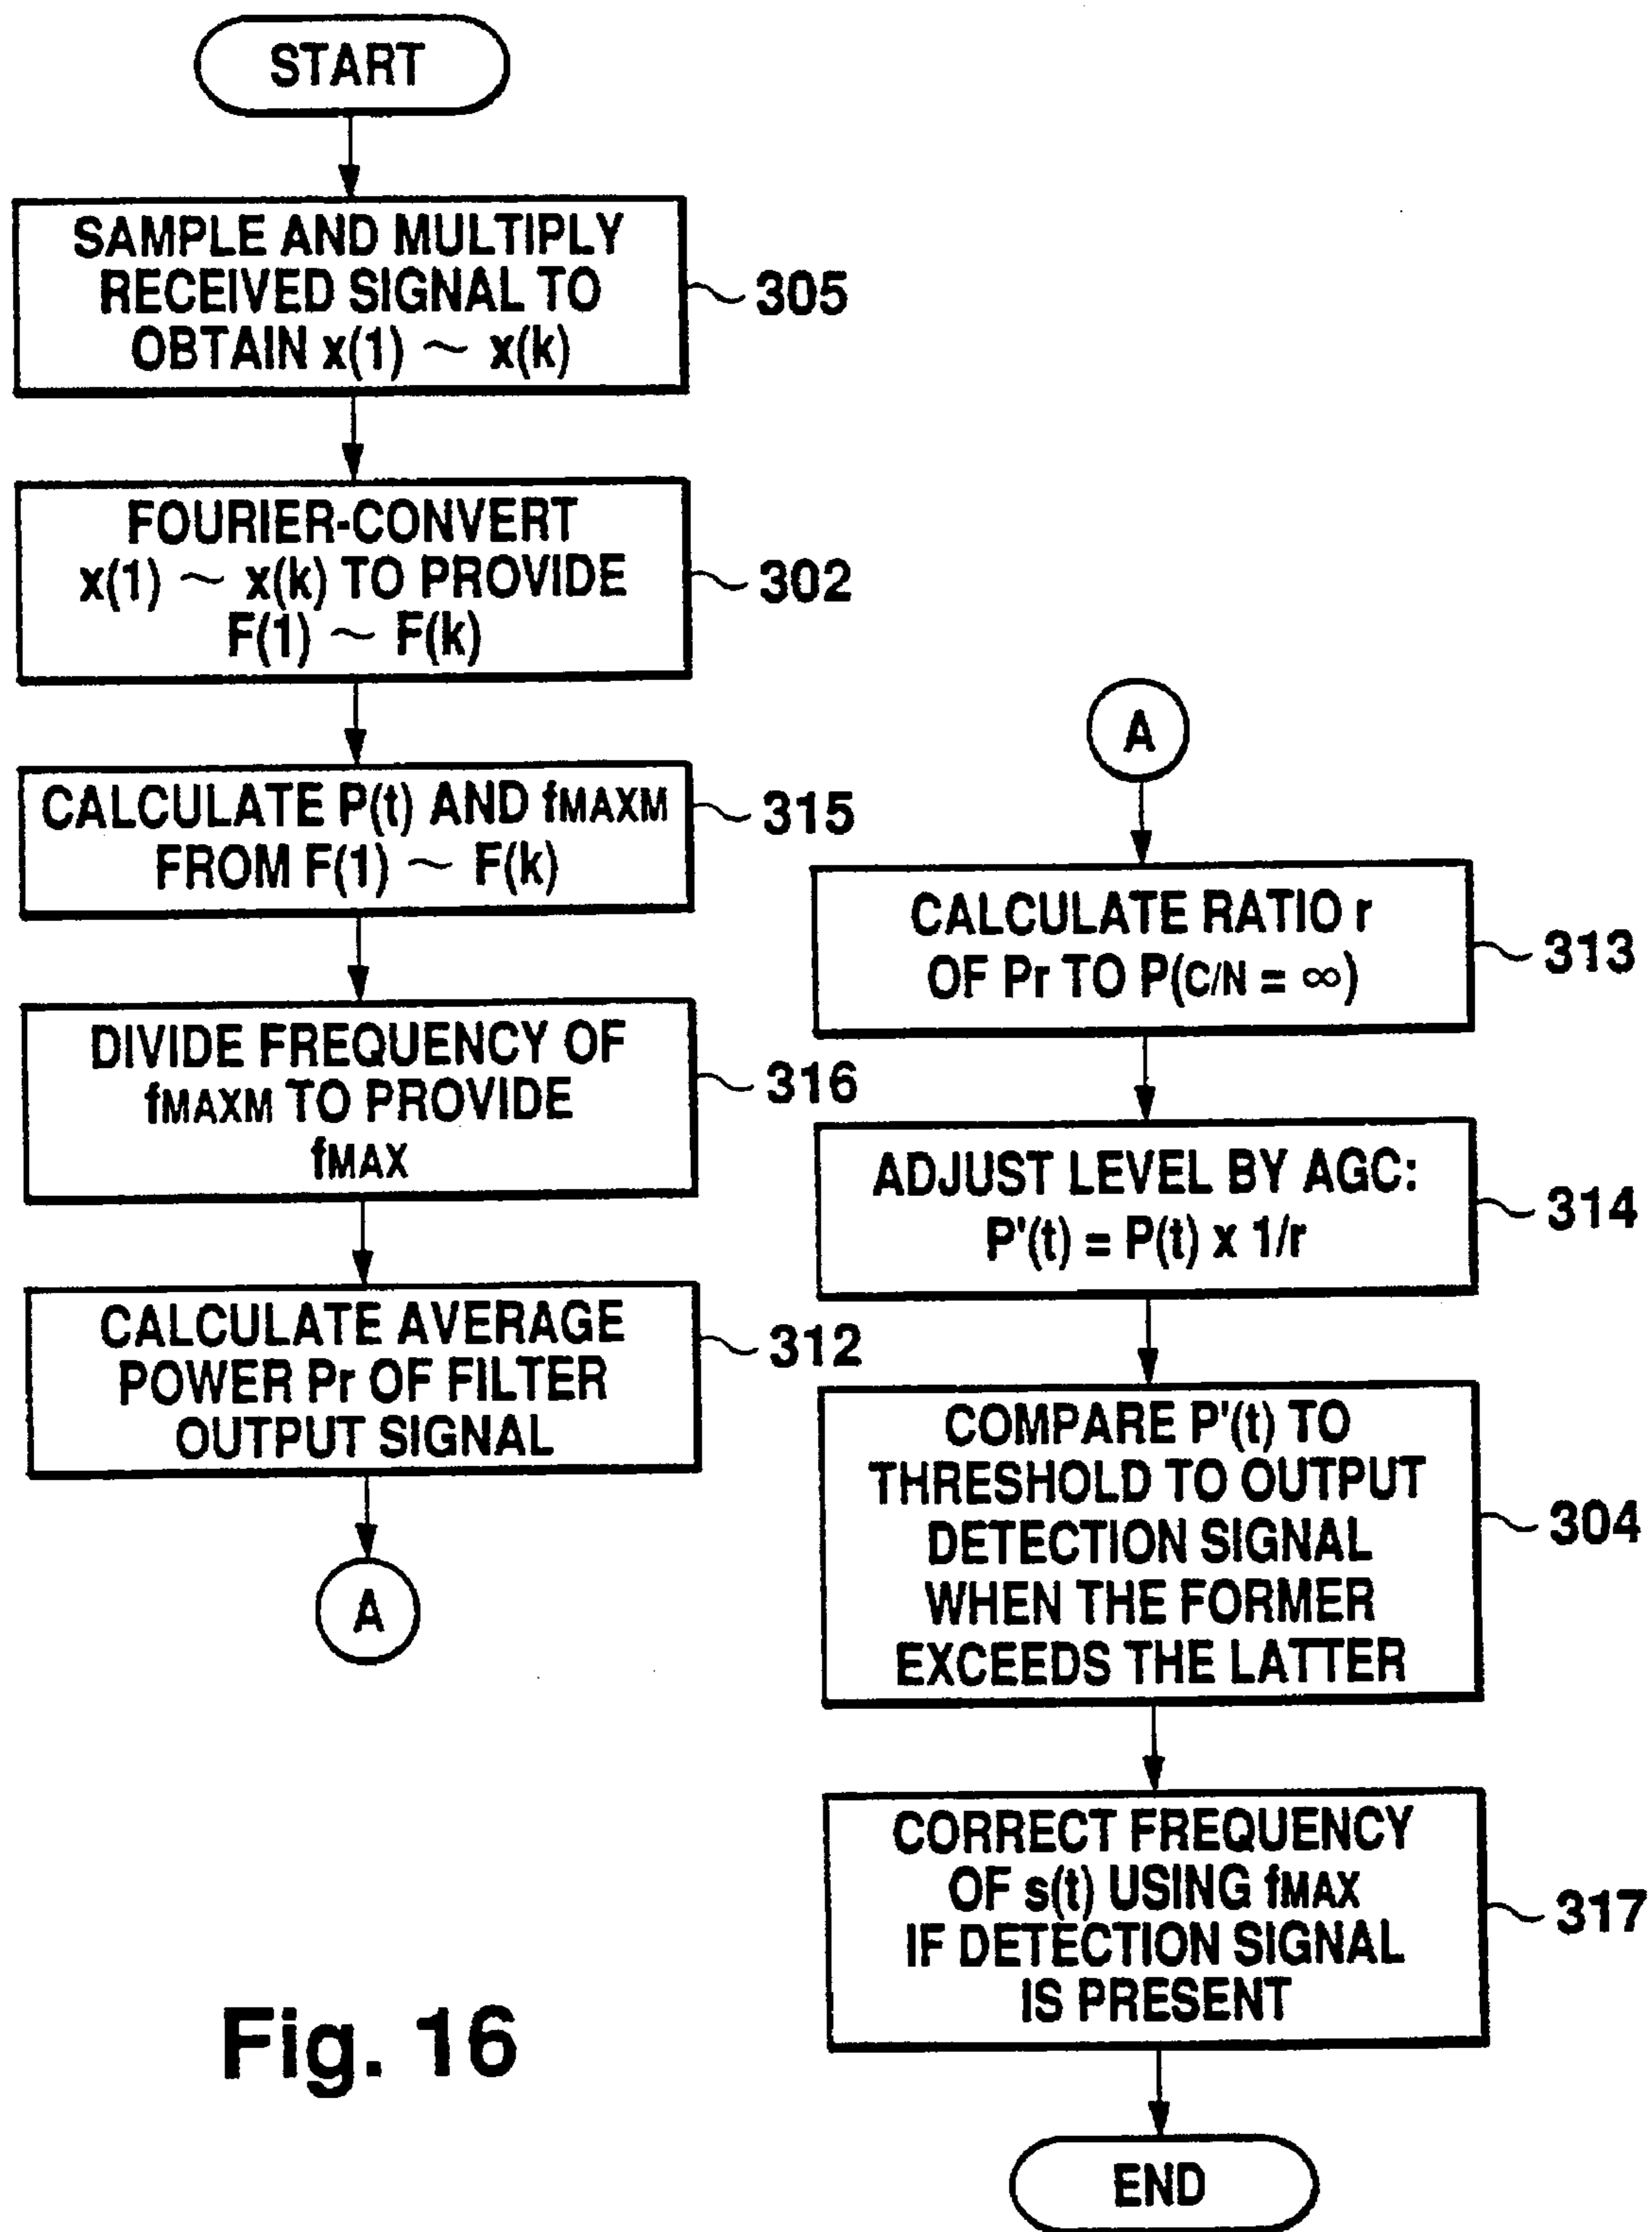 START
SAMPLE AND MULTIPLY
RECEIVED SIGNAL TO
OBTAIN x(1) ~ x(k)
305
FOURIER-CONVERT
x(1) ~ x(k) TO PROVIDE
F(1) ~ F(k)
302
CALCULATE P(t) AND fMAXM
FROM F(1) ~ F(k)
315
DIVIDE FREQUENCY OF
fMAXM TO PROVIDE
fMAX
316
CALCULATE AVERAGE
POWER Pr OF FILTER
OUTPUT SIGNAL
312
A
A
CALCULATE RATIO r
OF Pr TO P(C/N = ∞)
313
ADJUST LEVEL BY AGC:
P'(t) = P(t) x 1/r
314
COMPARE P'(t) TO
THRESHOLD TO OUTPUT
DETECTION SIGNAL
WHEN THE FORMER
EXCEEDS THE LATTER
304
CORRECT FREQUENCY
OF s(t) USING fMAX
IF DETECTION SIGNAL
IS PRESENT
317
END
Fig. 16